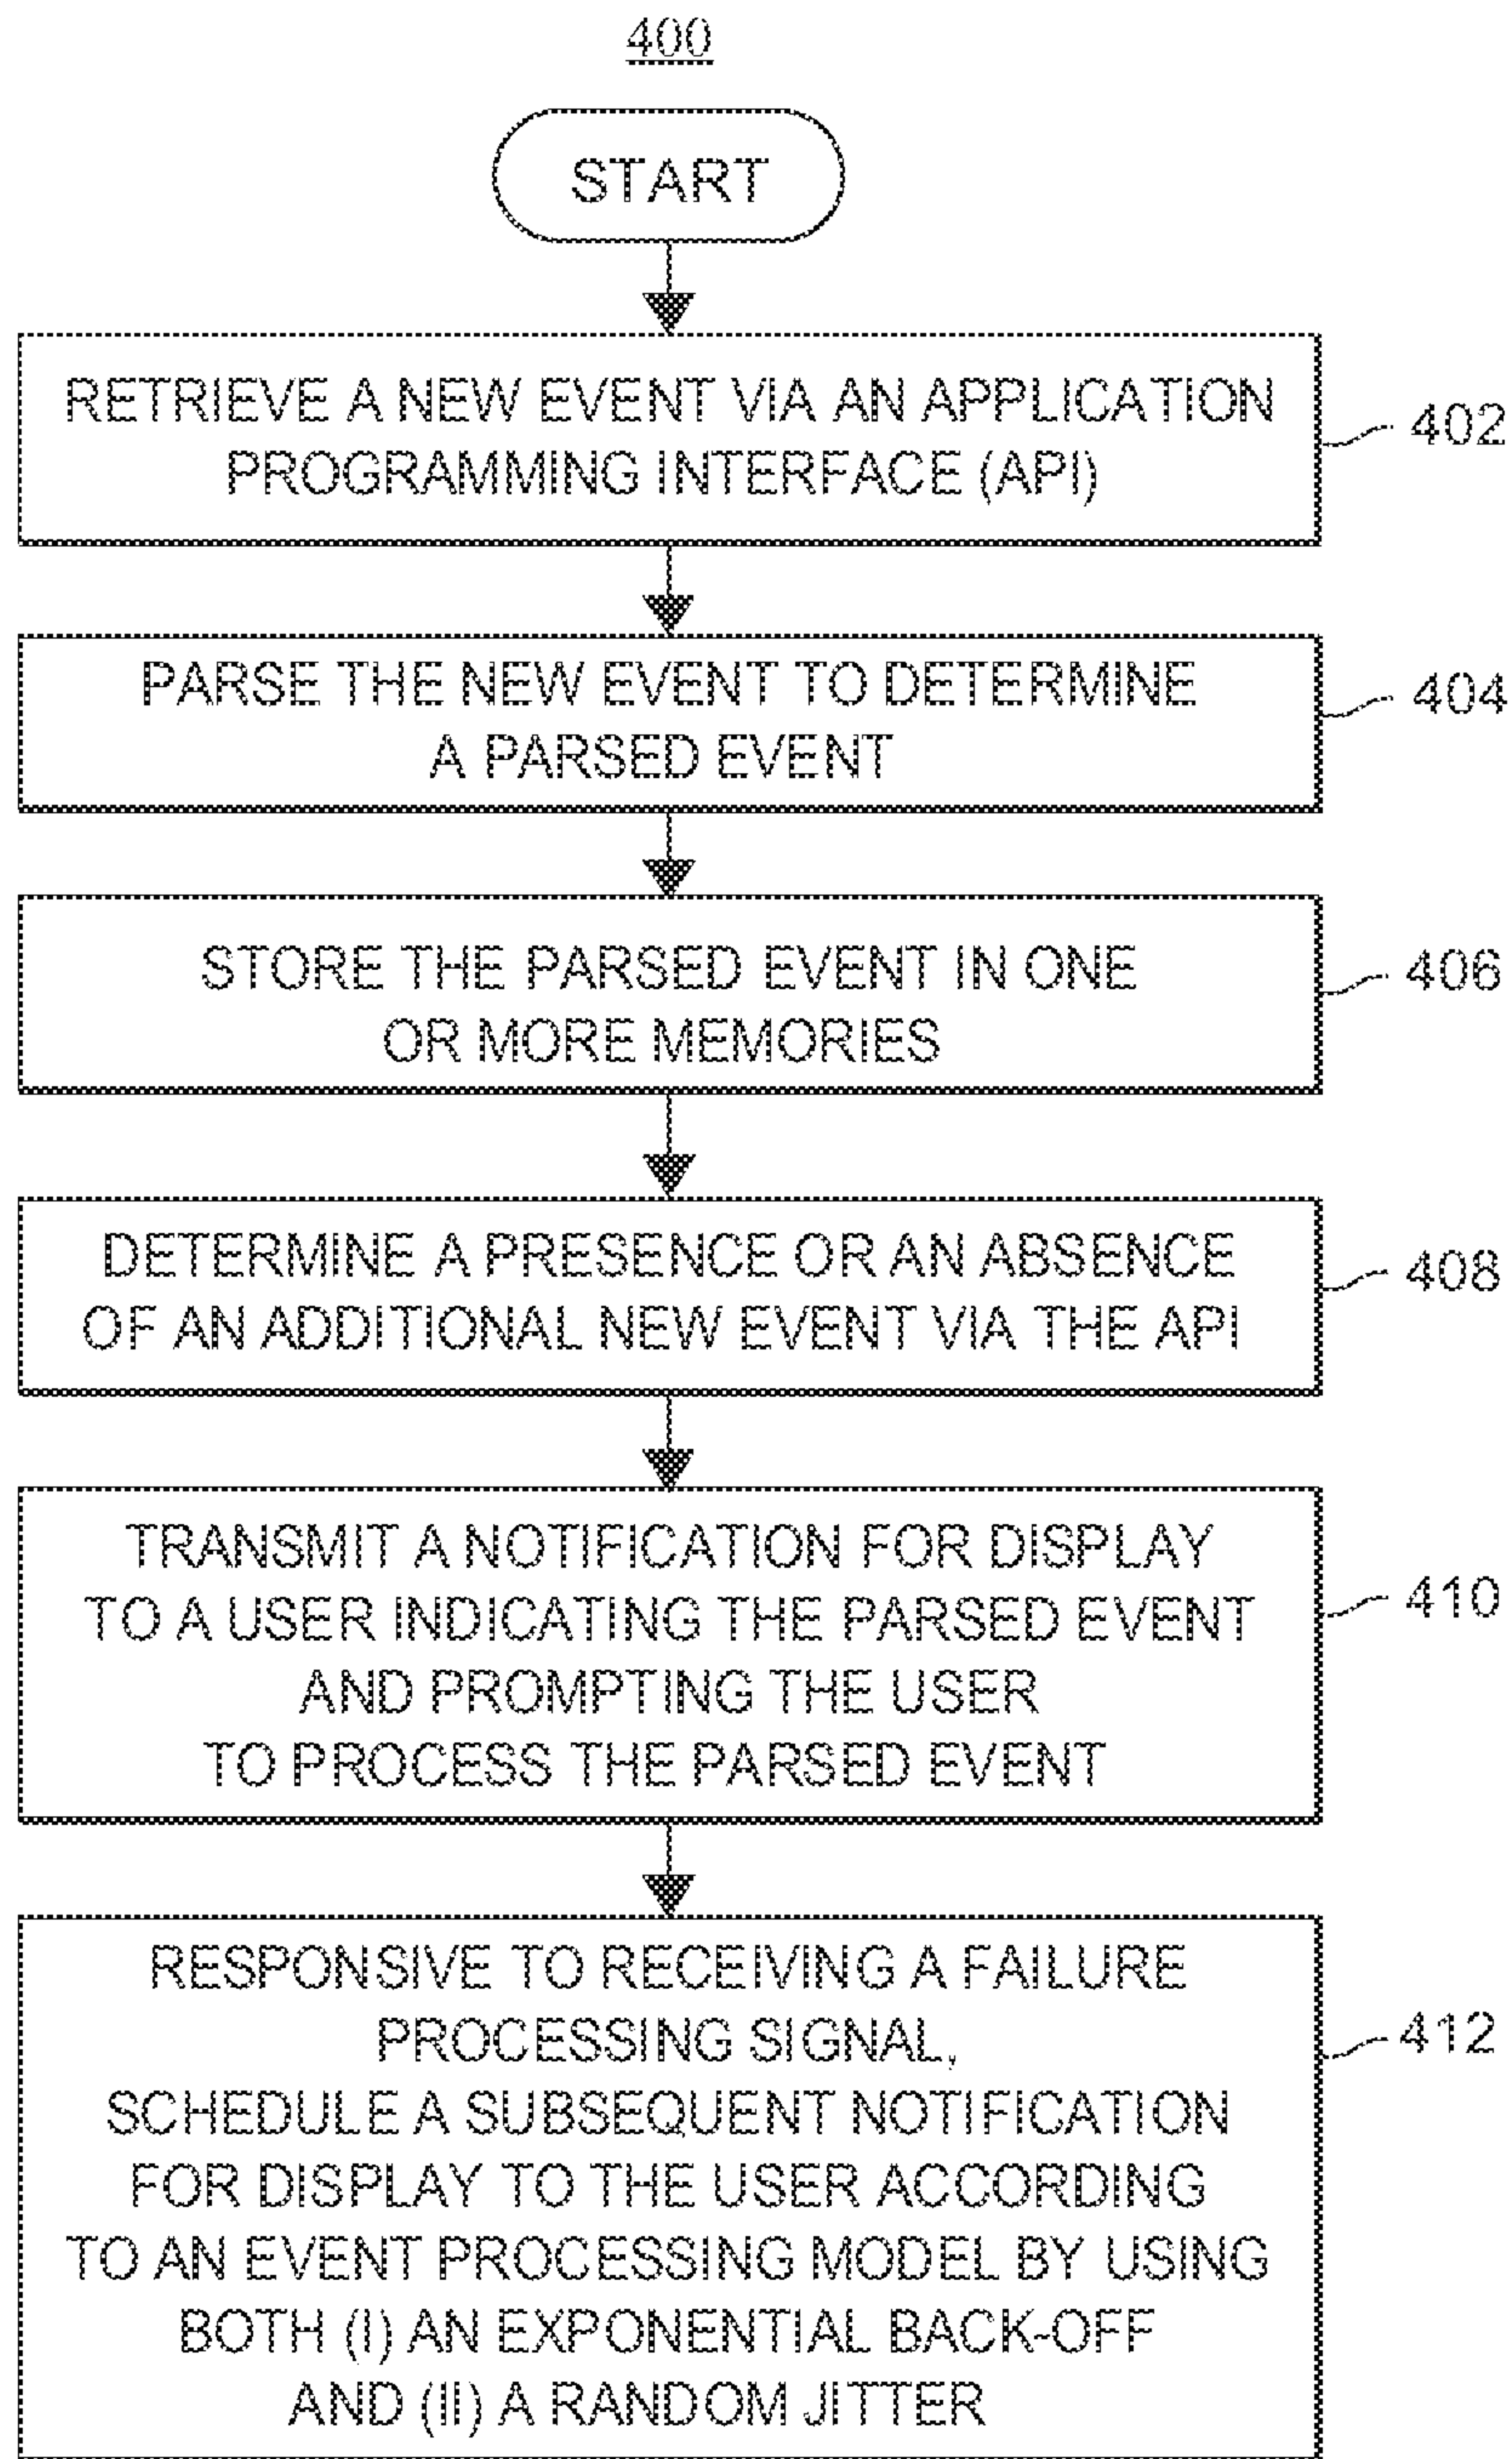 400
START
RETRIEVE A NEW EVENT VIA AN APPLICATION
PROGRAMMING INTERFACE (API)
402
PARSE THE NEW EVENT TO DETERMINE
A PARSED EVENT
404
STORE THE PARSED EVENT IN ONE
OR MORE MEMORIES
406
DETERMINE A PRESENCE OR AN ABSENCE
OF AN ADDITIONAL NEW EVENT VIA THE API
408
TRANSMIT A NOTIFICATION FOR DISPLAY
TO A USER INDICATING THE PARSED EVENT
AND PROMPTING THE USER
TO PROCESS THE PARSED EVENT
410
RESPONSIVE TO RECEIVING A FAILURE
PROCESSING SIGNAL,
SCHEDULE A SUBSEQUENT NOTIFICATION
FOR DISPLAY TO THE USER ACCORDING
TO AN EVENT PROCESSING MODEL BY USING
BOTH (I) AN EXPONENTIAL BACK-OFF
AND (II) A RANDOM JITTER
412